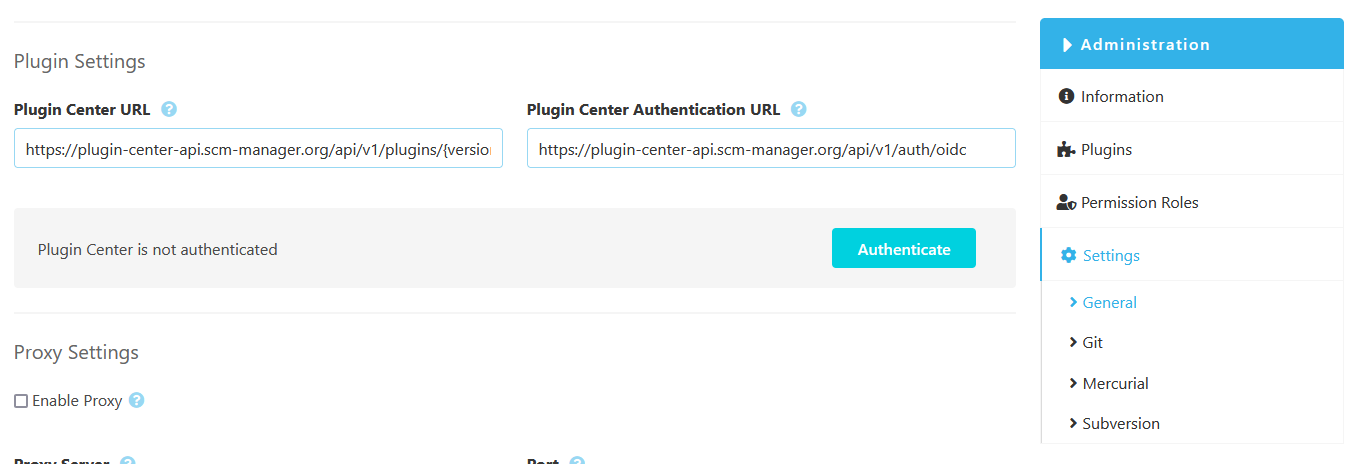 Plugin Settings
Plugin Center URL ?
Plugin Center Authentication URL ?
https://plugin-center-api.scm-manager.org/api/v1/plugins/{version
https://plugin-center-api.scm-manager.org/api/v1/auth/oidc
Plugin Center is not authenticated
Authenticate
Proxy Settings
Enable Proxy ?
Proxy Server ?
Port ?
Administration
Information
Plugins
Permission Roles
Settings
General
Git
Mercurial
Subversion